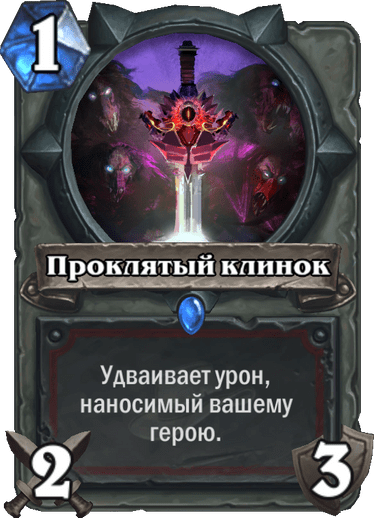 1
Проклятый клинок
Удваивает урон,
наносимый вашему
герою.
2
3